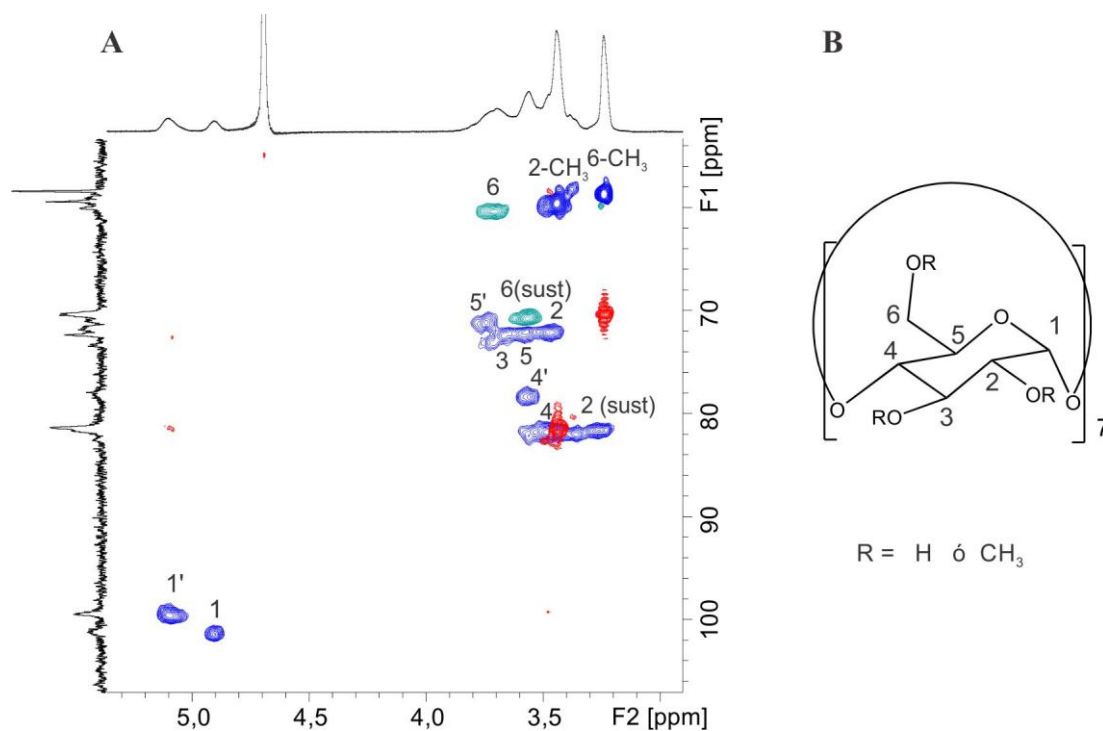 A
B
2-CH₃
6-CH₃
6
F1 [ppm]
70
80
90
100
5'
6(sust)
2
3
5
4'
4
2 (sust)
1'
1
5,0
4,5
4,0
3,5
F2 [ppm]
OR
6
5
O
1
4
2
OR
RO
3
O
O
7
R = H ó CH₃